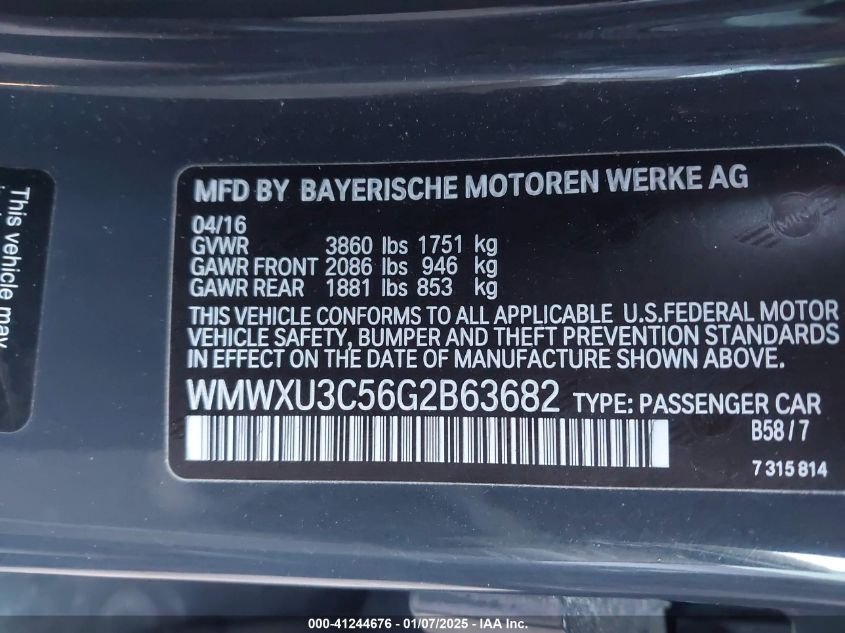 This vehicle may
MFD BY BAYERISCHE MOTOREN WERKE AG
MINI
04/16
GVWR 3860 lbs 1751 kg
GAWR FRONT 2086 lbs 946 kg
GAWR REAR 1881 lbs 853 kg
THIS VEHICLE CONFORMS TO ALL APPLICABLE U.S.FEDERAL MOTOR
VEHICLE SAFETY, BUMPER AND THEFT PREVENTION STANDARDS
IN EFFECT ON THE DATE OF MANUFACTURE SHOWN ABOVE.
WMWXU3C56G2B63682 TYPE: PASSENGER CAR
B58 / 7
7 315 814
000-41244676 - 01/07/2025 - IAA Inc.